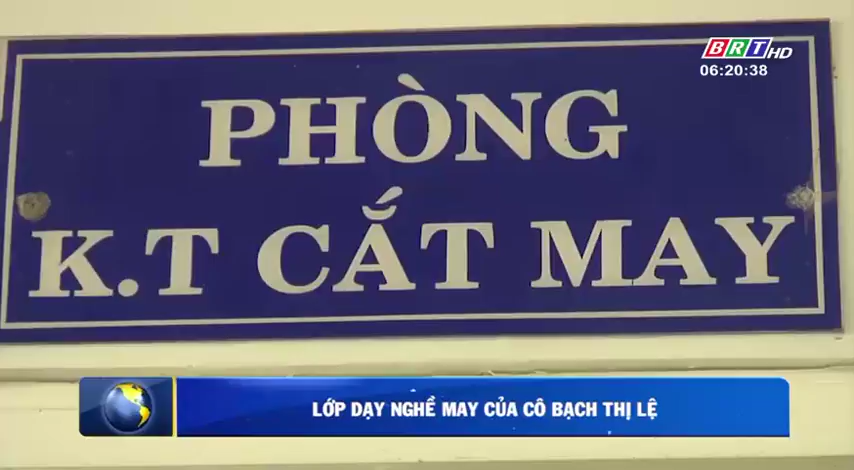 BRT HD
06:20:38
PHÒNG
K.T CẮT MAY
LỚP DẠY NGHỀ MAY CỦA CÔ BẠCH THỊ LỆ